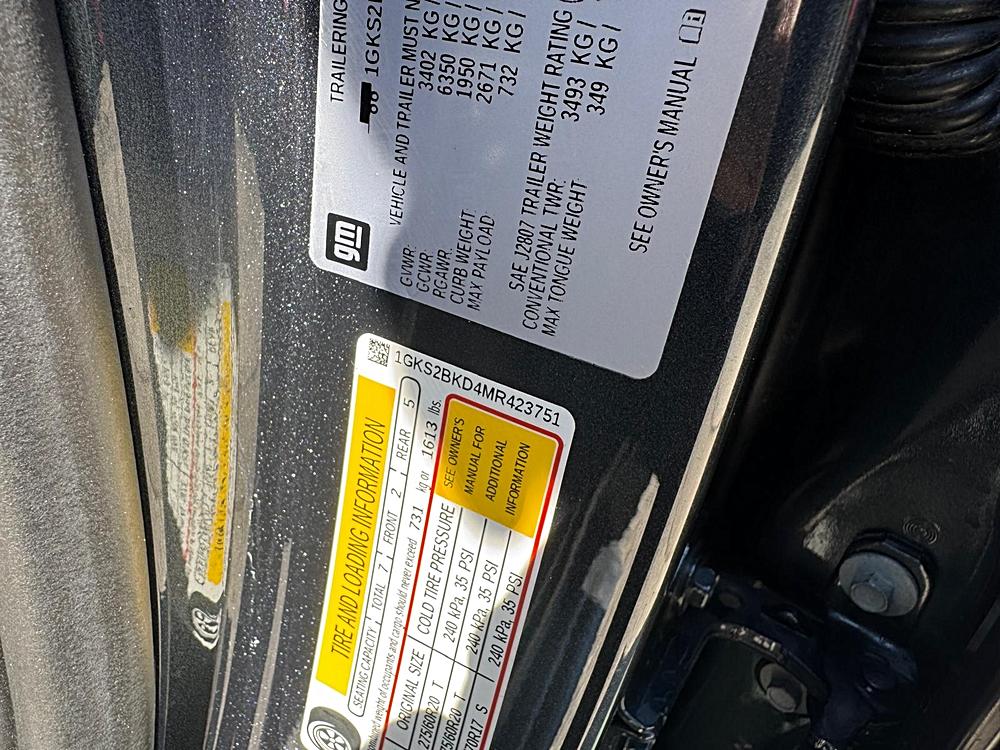 TRAILERING
1GKS2
gm
VEHICLE AND TRAILER MUST N
GVWR: 3402 KG /
GCWR: 6350 KG /
RGAWR: 1950 KG /
CURB WEIGHT: 2671 KG /
MAX PAYLOAD 732 KG /
SAE J2807 TRAILER WEIGHT RATING (
CONVENTIONAL TWR: 3493 KG /
MAX TONGUE WEIGHT: 349 KG /
SEE OWNER'S MANUAL
1GKS2BKD4MR423751
TIRE AND LOADING INFORMATION
SEATING CAPACITY TOTAL 7 FRONT 2 REAR 5
weight of occupants and cargo should never exceed 731 kg or 1613 lbs.
ORIGINAL SIZE COLD TIRE PRESSURE
275/60R20 T 240 kPa, 35 PSI
5/60R20 T 240 kPa, 35 PSI
70R17 S 240 kPa, 35 PSI
SEE OWNER'S
MANUAL FOR
ADDITIONAL
INFORMATION